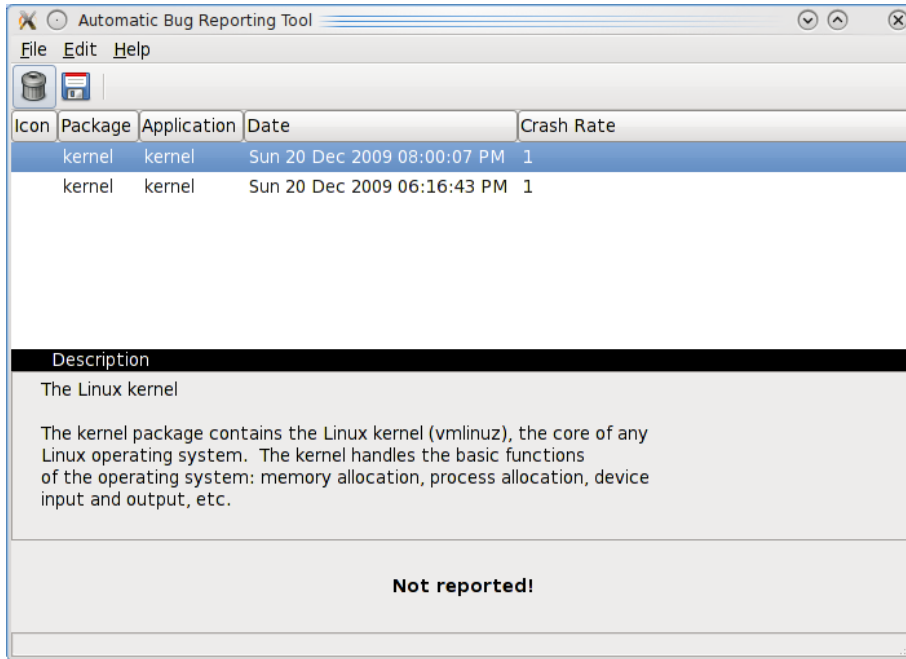 Automatic Bug Reporting Tool
File Edit Help
Icon Package Application Date Crash Rate
kernel kernel Sun 20 Dec 2009 08:00:07 PM 1
kernel kernel Sun 20 Dec 2009 06:16:43 PM 1
Description
The Linux kernel
The kernel package contains the Linux kernel (vmlinuz), the core of any
Linux operating system.  The kernel handles the basic functions
of the operating system: memory allocation, process allocation, device
input and output, etc.
Not reported!